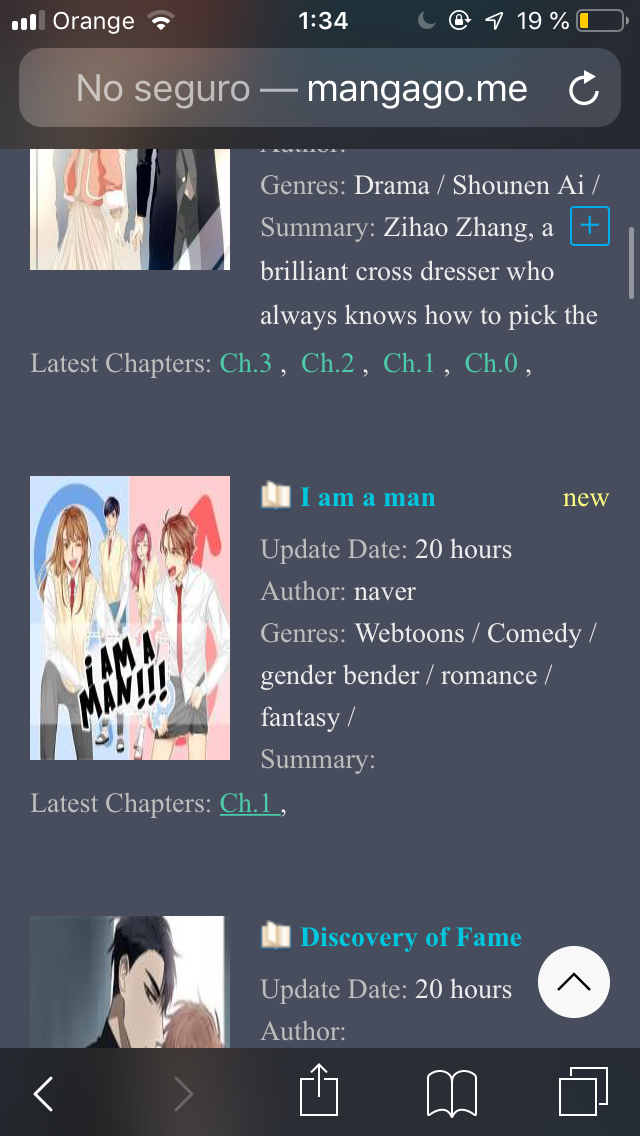 Orange 1:34 19 %
No seguro — mangago.me
Author:
Genres: Drama / Shounen Ai /
Summary: Zihao Zhang, a
brilliant cross dresser who
always knows how to pick the
Latest Chapters: Ch.3 , Ch.2 , Ch.1 , Ch.0 ,
I am a man new
Update Date: 20 hours
Author: naver
Genres: Webtoons / Comedy /
gender bender / romance /
fantasy /
Summary:
I AM A
MAN!!!
Latest Chapters: Ch.1 ,
Discovery of Fame
Update Date: 20 hours
Author: